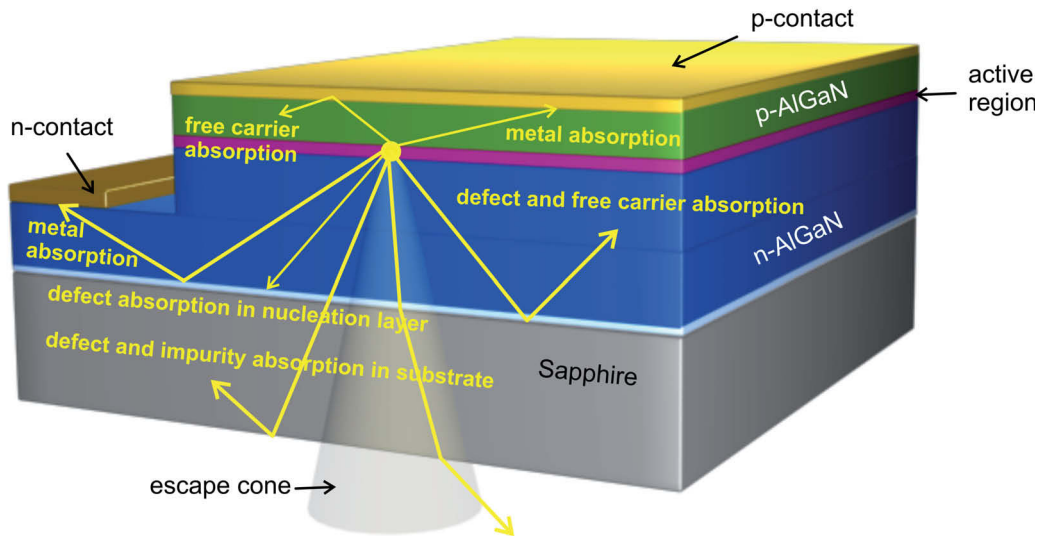 p-contact
active
region
p-AlGaN
n-contact
free carrier
absorption
metal absorption
defect and free carrier absorption
n-AlGaN
metal
absorption
defect absorption in nucleation layer
defect and impurity absorption in substrate
Sapphire
escape cone